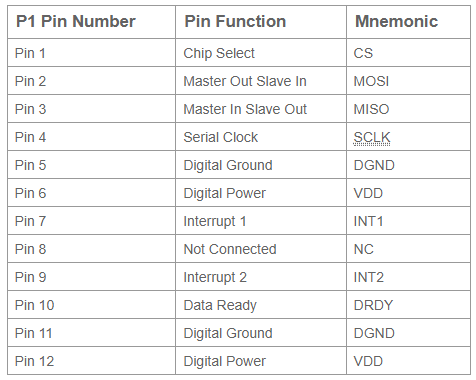 P1 Pin Number Pin Function Mnemonic
Pin 1 Chip Select CS
Pin 2 Master Out Slave In MOSI
Pin 3 Master In Slave Out MISO
Pin 4 Serial Clock SCLK
Pin 5 Digital Ground DGND
Pin 6 Digital Power VDD
Pin 7 Interrupt 1 INT1
Pin 8 Not Connected NC
Pin 9 Interrupt 2 INT2
Pin 10 Data Ready DRDY
Pin 11 Digital Ground DGND
Pin 12 Digital Power VDD